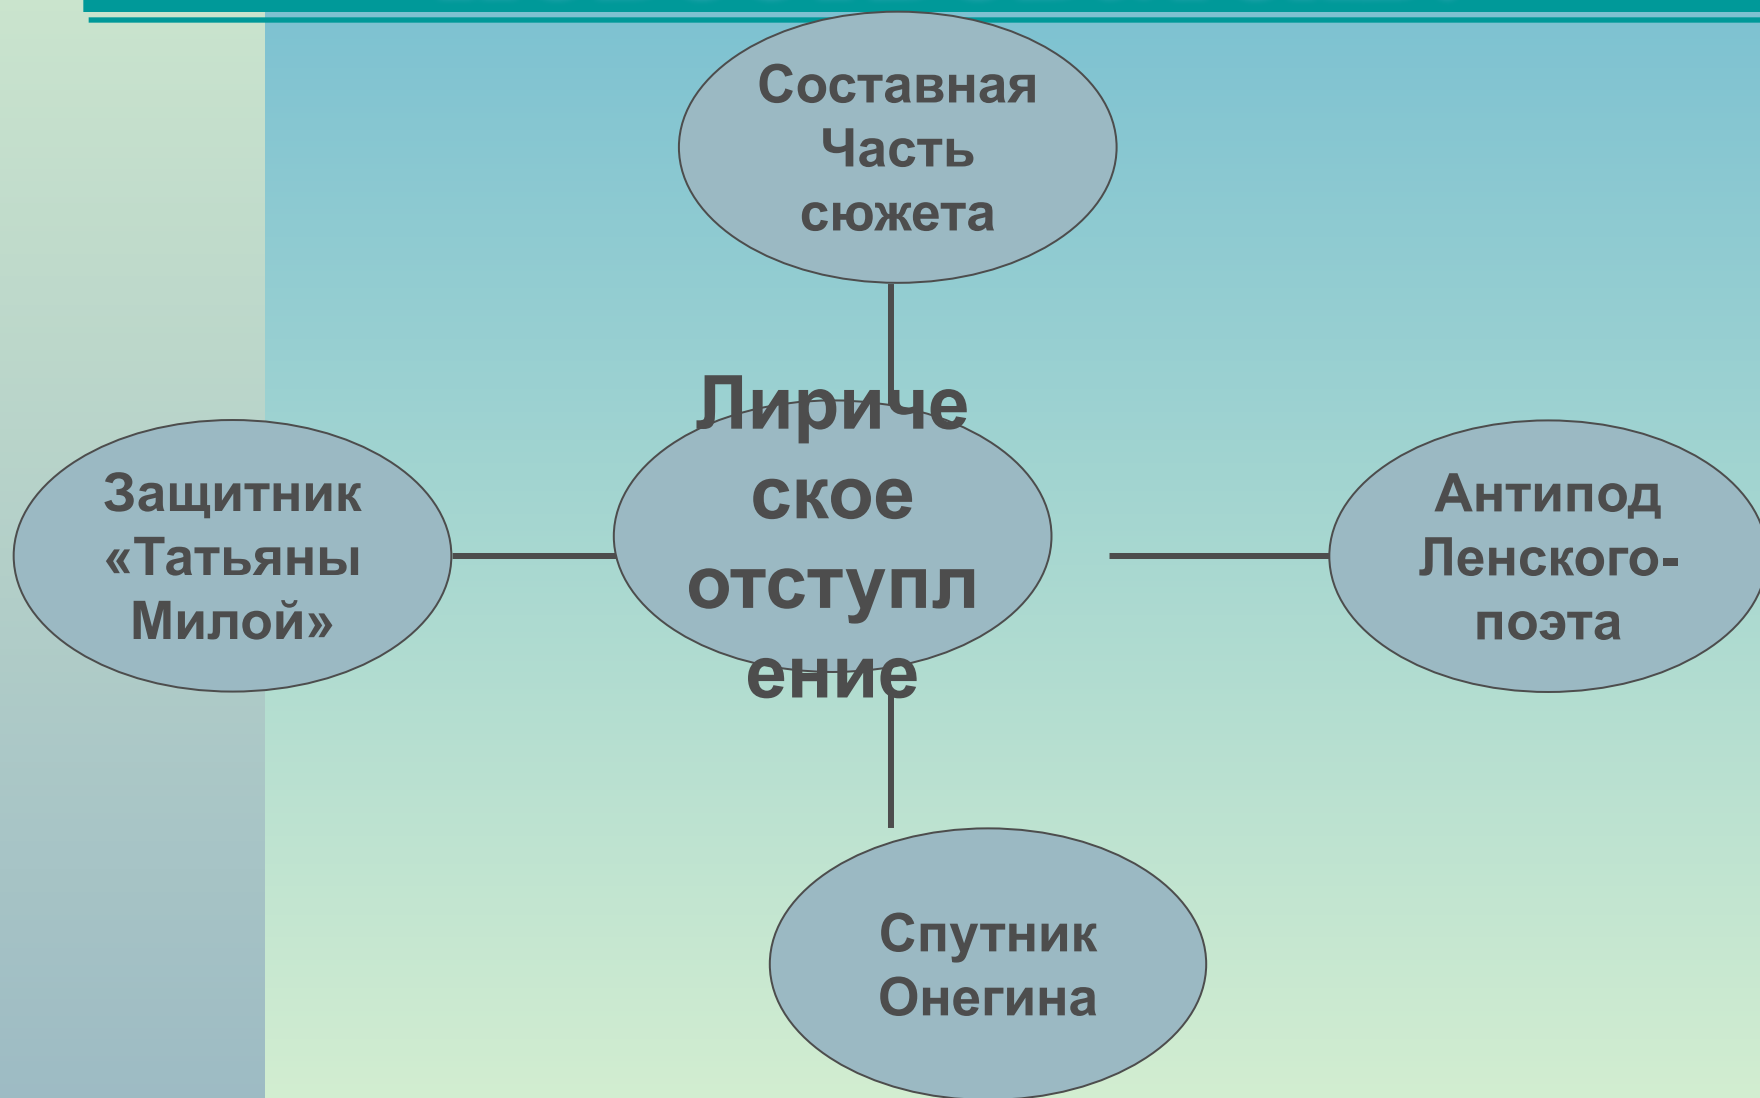 Составная
Часть
сюжета
Лириче
ское
отступл
ение
Защитник
«Татьяны
Милой»
Антипод
Ленского-
поэта
Спутник
Онегина